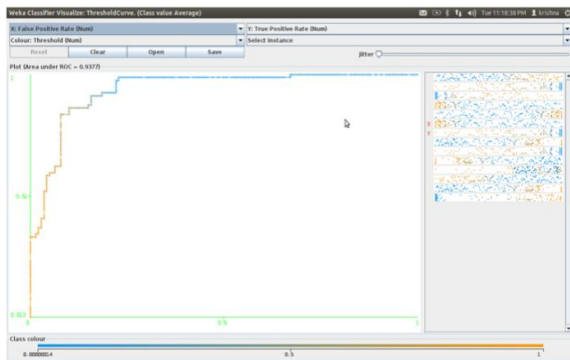 Weka Classifier Visualize: ThresholdCurve. (Class value Average)
Tue 11:18:38 PM krishna
X: False Positive Rate (Num)
Y: True Positive Rate (Num)
Colour: Threshold (Num)
Select Instance
Reset Clear Open Save
Jitter
Plot (Area under ROC = 0.9377)
1
X
Y
0
0.5
1
Class colour
0.5
1